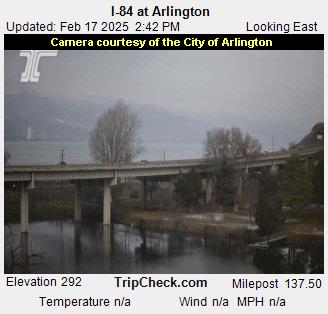 I-84 at Arlington
Updated: Feb 17 2025 2:42 PM Looking East
Camera courtesy of the City of Arlington
Elevation 292 TripCheck.com Milepost 137.50
Temperature n/a Wind n/a MPH n/a